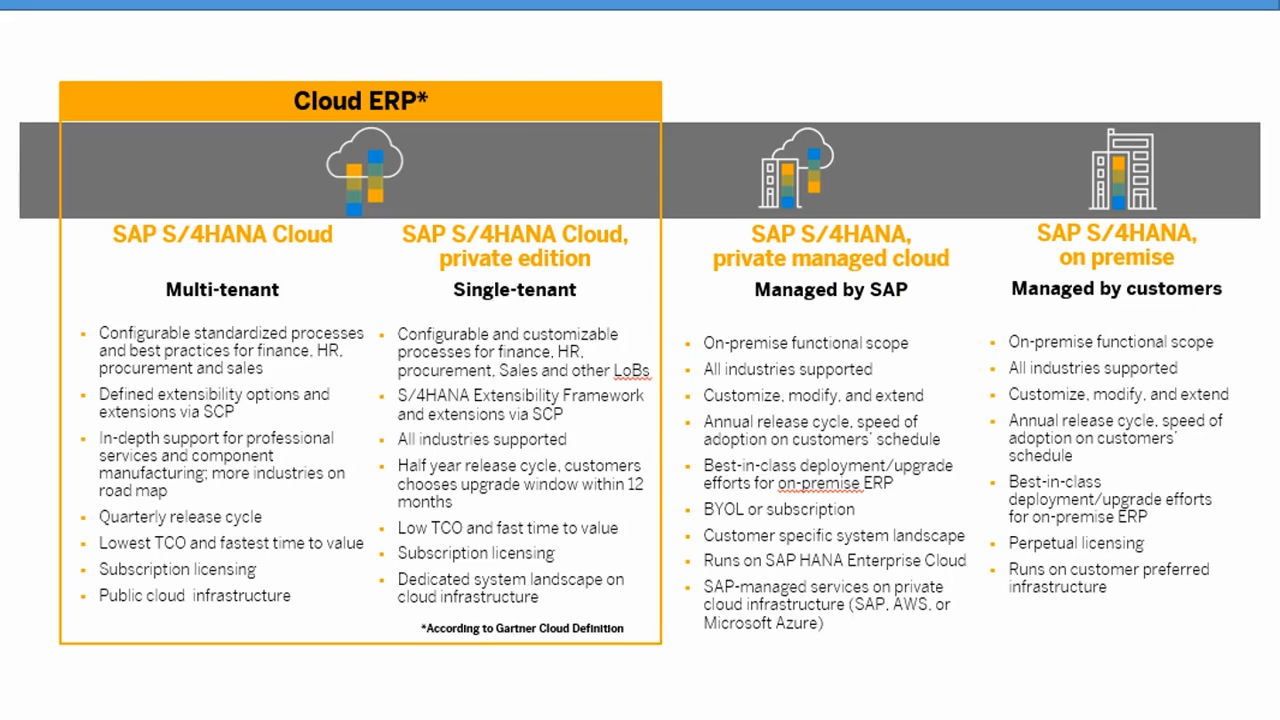 Cloud ERP*
SAP S/4HANA Cloud
Multi-tenant
▪ Configurable standardized processes
and best practices for finance, HR,
procurement and sales
▪ Defined extensibility options and
extensions via SCP
▪ In-depth support for professional
services and component
manufacturing; more industries on
road map
▪ Quarterly release cycle
▪ Lowest TCO and fastest time to value
▪ Subscription licensing
▪ Public cloud infrastructure
SAP S/4HANA Cloud,
private edition
Single-tenant
▪ Configurable and customizable
processes for finance, HR,
procurement, Sales and other LoBs
▪ S/4HANA Extensibility Framework
and extensions via SCP
▪ All industries supported
▪ Half year release cycle, customers
chooses upgrade window within 12
months
▪ Low TCO and fast time to value
▪ Subscription licensing
▪ Dedicated system landscape on
cloud infrastructure
*According to Gartner Cloud Definition
SAP S/4HANA,
private managed cloud
Managed by SAP
▪ On-premise functional scope
▪ All industries supported
▪ Customize, modify, and extend
▪ Annual release cycle, speed of
adoption on customers' schedule
▪ Best-in-class deployment/upgrade
efforts for on-premise ERP
▪ BYOL or subscription
▪ Customer specific system landscape
▪ Runs on SAP HANA Enterprise Cloud
▪ SAP-managed services on private
cloud infrastructure (SAP, AWS, or
Microsoft Azure)
SAP S/4HANA,
on premise
Managed by customers
▪ On-premise functional scope
▪ All industries supported
▪ Customize, modify, and extend
▪ Annual release cycle, speed of
adoption on customers'
schedule
▪ Best-in-class
deployment/upgrade efforts
for on-premise ERP
▪ Perpetual licensing
▪ Runs on customer preferred
infrastructure